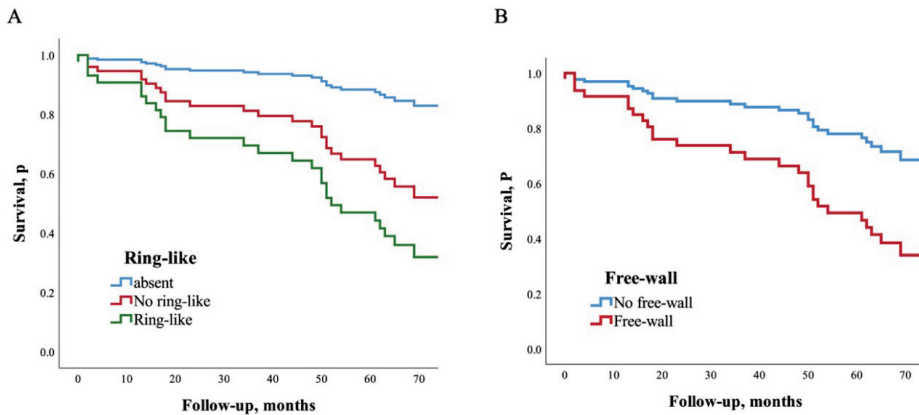 A
Survival, p
1.0
0.8
0.6
0.4
0.2
0.0
Ring-like
absent
No ring-like
Ring-like
0 10 20 30 40 50 60 70
Follow-up, months
B
Survival, P
1.0
0.8
0.6
0.4
0.2
0.0
Free-wall
No free-wall
Free-wall
0 10 20 30 40 50 60 70
Follow-up, months